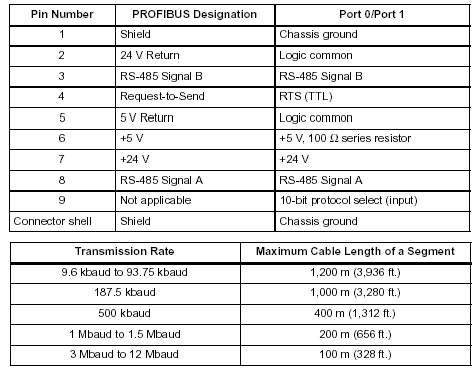 Pin Number PROFIBUS Designation Port 0/Port 1
1 Shield Chassis ground
2 24 V Return Logic common
3 RS-485 Signal B RS-485 Signal B
4 Request-to-Send RTS (TTL)
5 5 V Return Logic common
6 +5 V +5 V, 100 Ω series resistor
7 +24 V +24 V
8 RS-485 Signal A RS-485 Signal A
9 Not applicable 10-bit protocol select (input)
Connector shell Shield Chassis ground
Transmission Rate Maximum Cable Length of a Segment
9.6 kbaud to 93.75 kbaud 1,200 m (3,936 ft.)
187.5 kbaud 1,000 m (3,280 ft.)
500 kbaud 400 m (1,312 ft.)
1 Mbaud to 1.5 Mbaud 200 m (656 ft.)
3 Mbaud to 12 Mbaud 100 m (328 ft.)